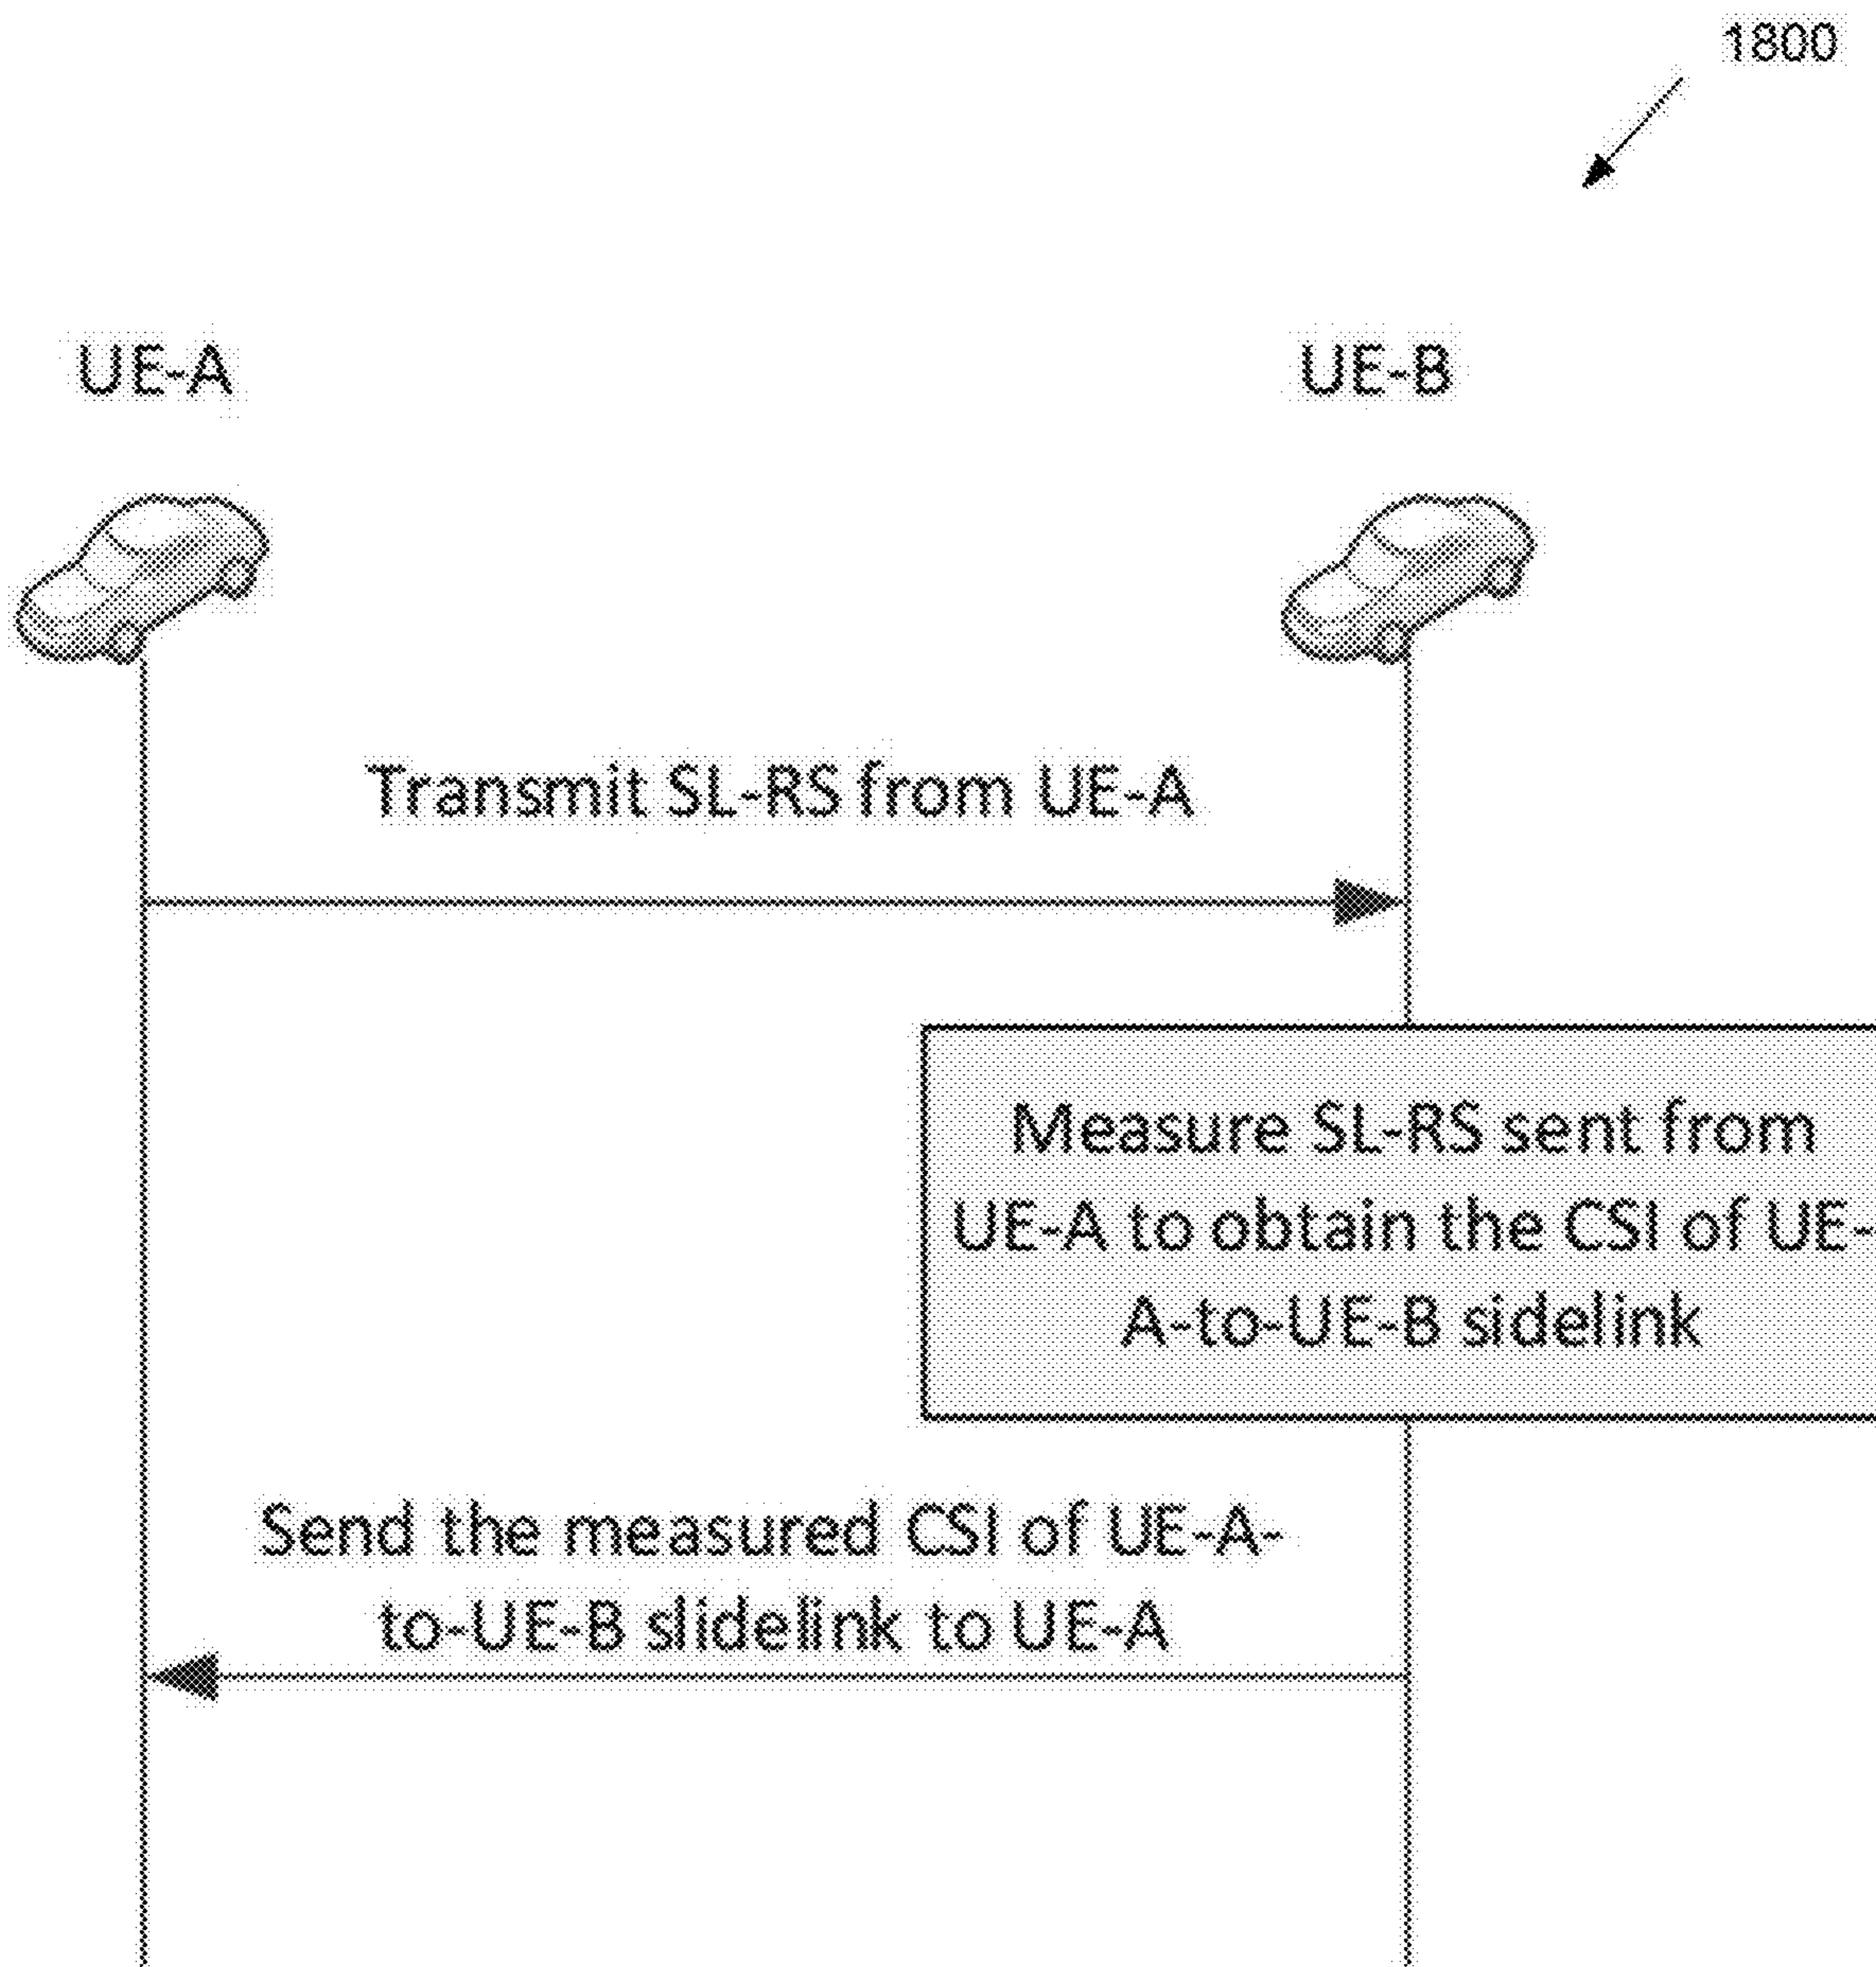 1800
UE-A
UE-B
Transmit SL-RS from UE-A
Measure SL-RS sent from
UE-A to obtain the CSI of UE-
A-to-UE-B sidelink
Send the measured CSI of UE-A-
to-UE-B slidelink to UE-A